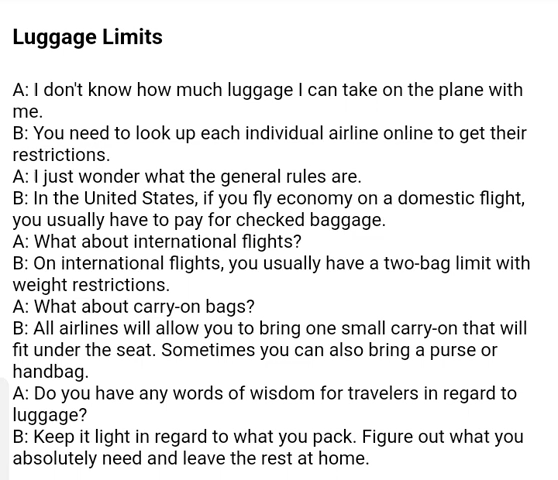 Luggage Limits
A: I don't know how much luggage I can take on the plane with
me.
B: You need to look up each individual airline online to get their
restrictions.
A: I just wonder what the general rules are.
B: In the United States, if you fly economy on a domestic flight,
you usually have to pay for checked baggage.
A: What about international flights?
B: On international flights, you usually have a two-bag limit with
weight restrictions.
A: What about carry-on bags?
B: All airlines will allow you to bring one small carry-on that will
fit under the seat. Sometimes you can also bring a purse or
handbag.
A: Do you have any words of wisdom for travelers in regard to
luggage?
B: Keep it light in regard to what you pack. Figure out what you
absolutely need and leave the rest at home.